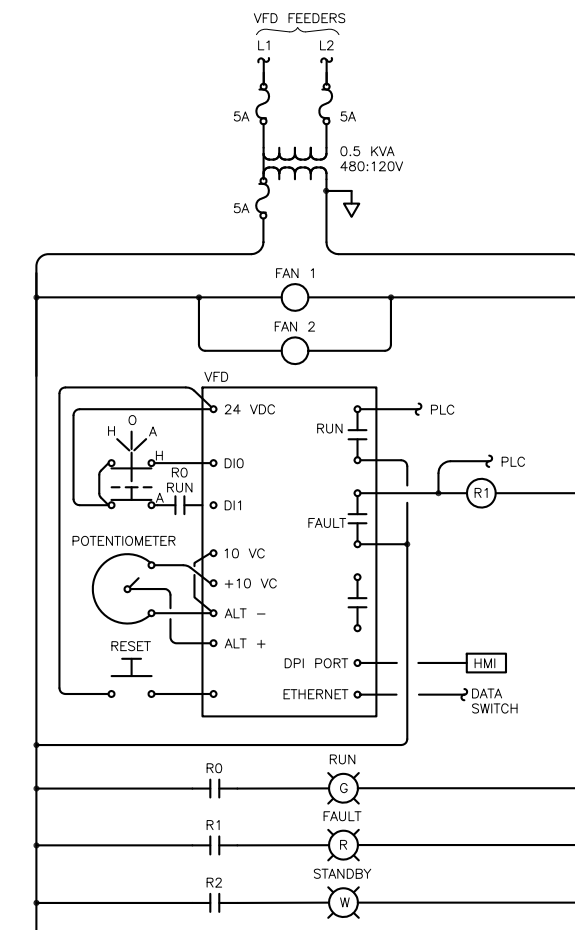 VFD FEEDERS
L1 L2
5A 5A
0.5 KVA
480:120V
5A
FAN 1
FAN 2
VFD
24 VDC
PLC
O
H A
RUN
H
DI0
PLC
R0
RUN
R1
A
DI1
FAULT
POTENTIOMETER
10 VC
+10 VC
ALT -
RESET
ALT +
DPI PORT
HMI
ETHERNET
DATA
SWITCH
RUN
R0
G
FAULT
R1
R
STANDBY
R2
W